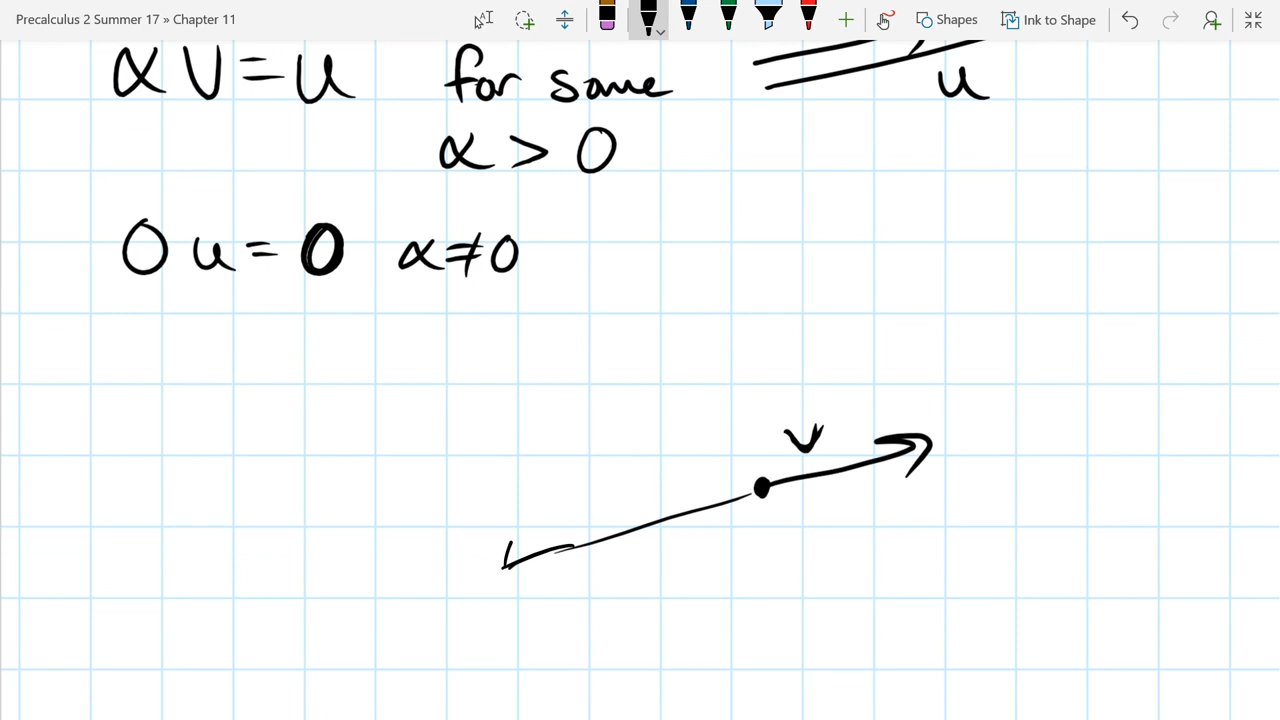 Precalculus 2 Summer 17 » Chapter 11
Shapes
Ink to Shape
αv=u for some
α > 0
u
0u=0 α≠0
v